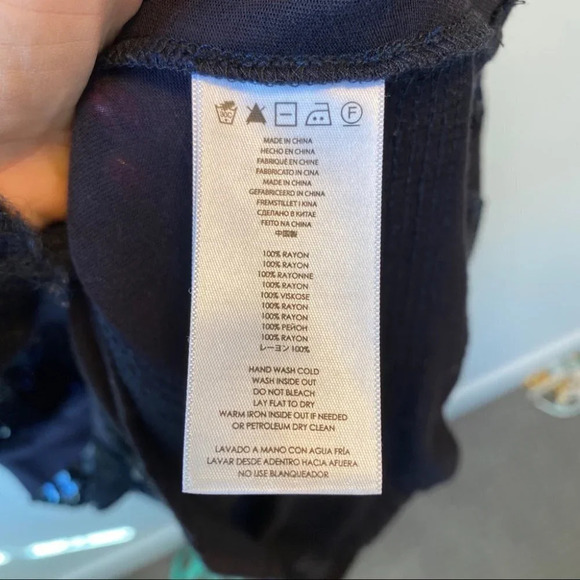 F
MADE IN CHINA
HECHO EN CHINA
FABRIQUÉ EN CHINE
FABBRICATO IN CINA
MADE IN CHINA
GEFABRICEERD IN CHINA
FREMSTILLET I KINA
СДЕЛАНО В КИТАЕ
FEITO NA CHINA
中国製
100% RAYON
100% RAYON
100% RAYONNE
100% RAYON
100% VISKOSE
100% RAYON
100% RAYON
100% РЕЙОН
100% RAYON
レーヨン 100%
HAND WASH COLD
WASH INSIDE OUT
DO NOT BLEACH
LAY FLAT TO DRY
WARM IRON INSIDE OUT IF NEEDED
OR PETROLEUM DRY CLEAN
LAVADO A MANO CON AGUA FRÍA
LAVAR DESDE ADENTRO HACIA AFUERA
NO USE BLANQUEADOR